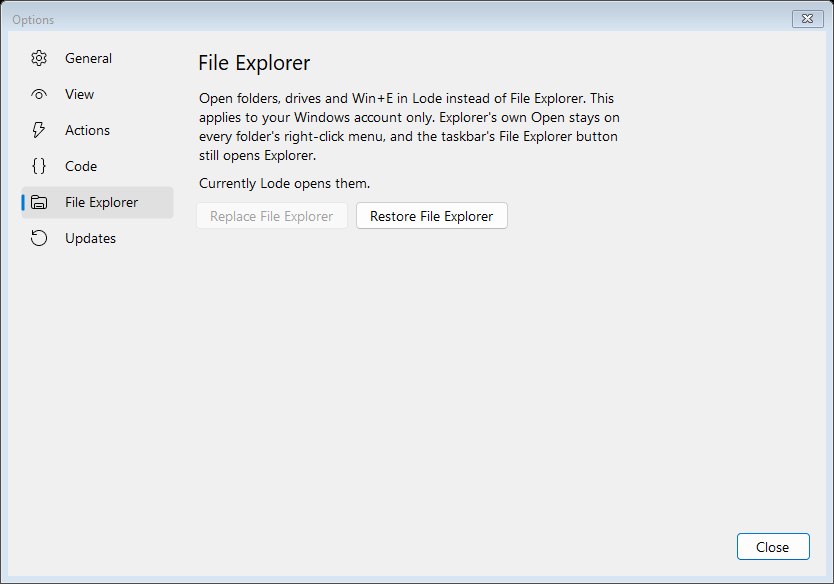 Options
General
View
Actions
Code
File Explorer
Updates
File Explorer
Open folders, drives and Win+E in Lode instead of File Explorer. This
applies to your Windows account only. Explorer's own Open stays on
every folder's right-click menu, and the taskbar's File Explorer button
still opens Explorer.
Currently Lode opens them.
Replace File Explorer
Restore File Explorer
Close